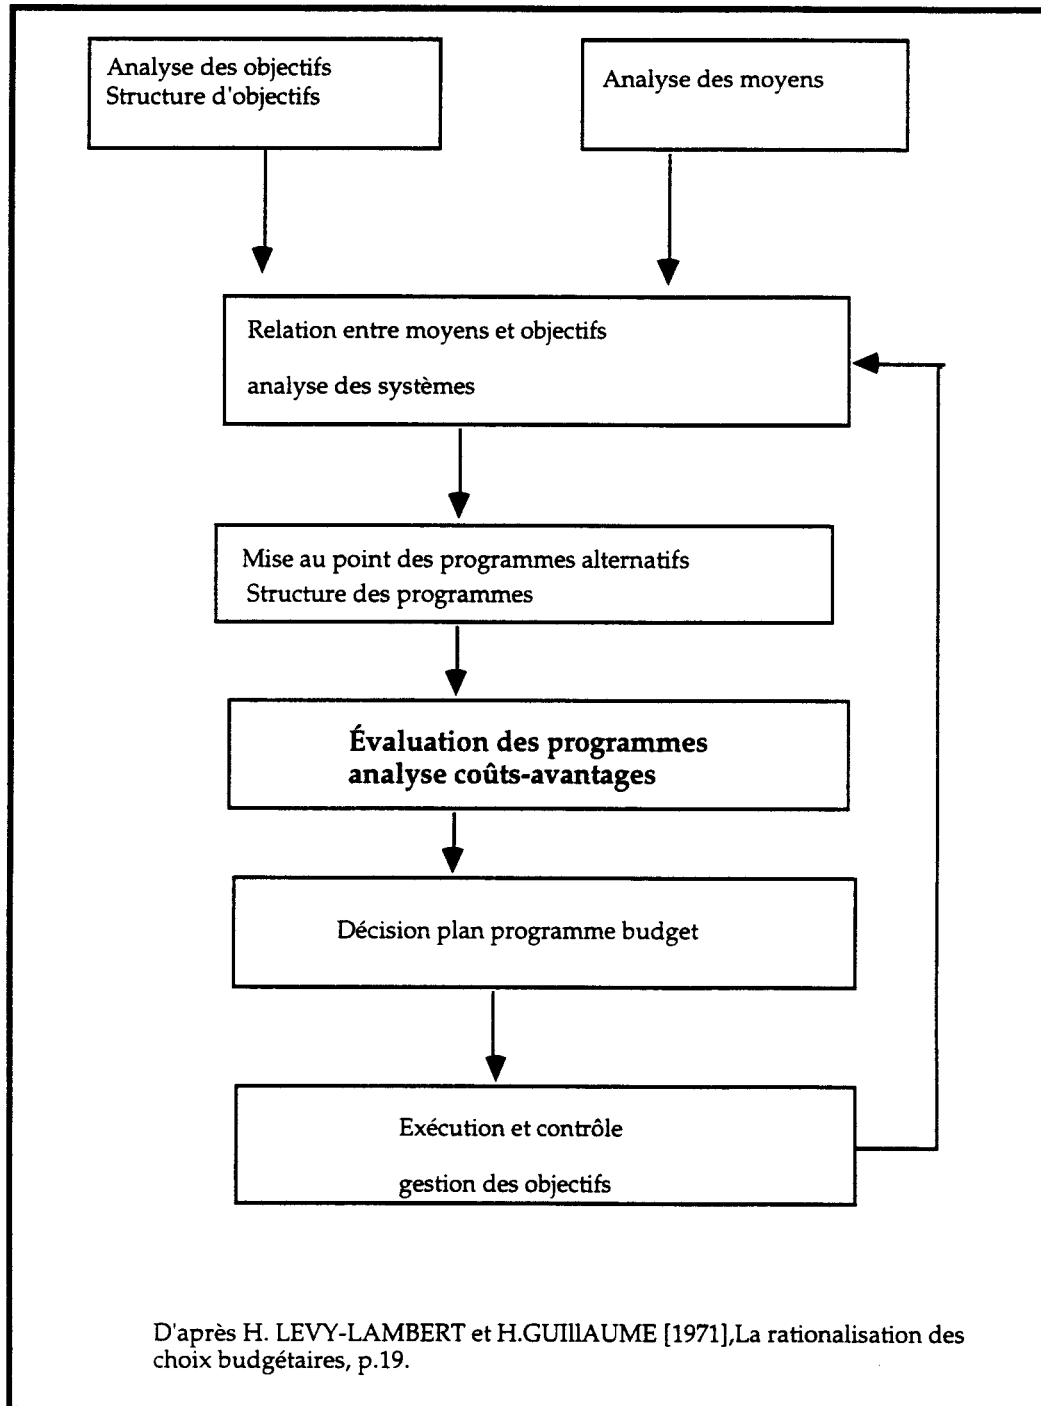 Analyse des objectifs
Structure d'objectifs
Analyse des moyens
Relation entre moyens et objectifs
analyse des systèmes
Mise au point des programmes alternatifs
Structure des programmes
Évaluation des programmes
analyse coûts-avantages
Décision plan programme budget
Exécution et contrôle
gestion des objectifs
D'après H. LEVY-LAMBERT et H.GUIllAUME [1971],La rationalisation des
choix budgétaires, p.19.